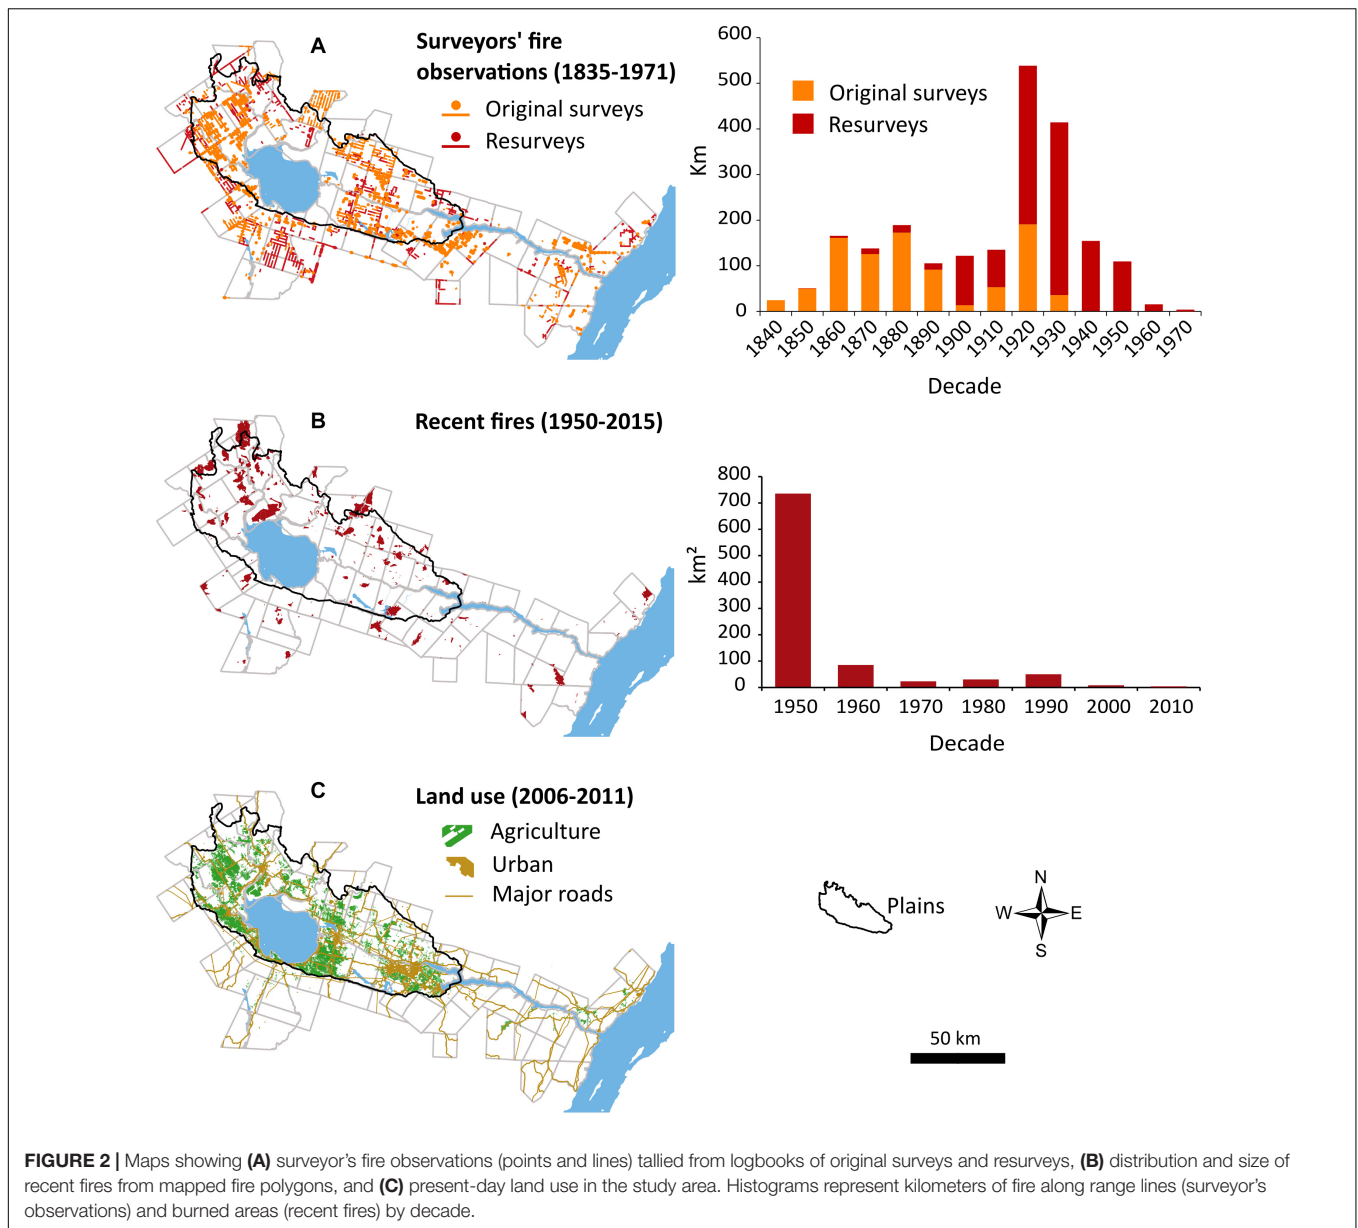 A
Surveyors' fire
observations (1835-1971)
Original surveys
Resurveys
600
500
400
300
200
100
0
Km
Original surveys
Resurveys
1840
1850
1860
1870
1880
1890
1900
1910
1920
1930
1940
1950
1960
1970
Decade
B
Recent fires (1950-2015)
800
700
600
500
400
300
200
100
0
km²
1950 1960 1970 1980 1990 2000 2010
Decade
C
Land use (2006-2011)
Agriculture
Urban
Major roads
Plains
N
W E
S
50 km
FIGURE 2 | Maps showing (A) surveyor's fire observations (points and lines) tallied from logbooks of original surveys and resurveys, (B) distribution and size of
recent fires from mapped fire polygons, and (C) present-day land use in the study area. Histograms represent kilometers of fire along range lines (surveyor's
observations) and burned areas (recent fires) by decade.